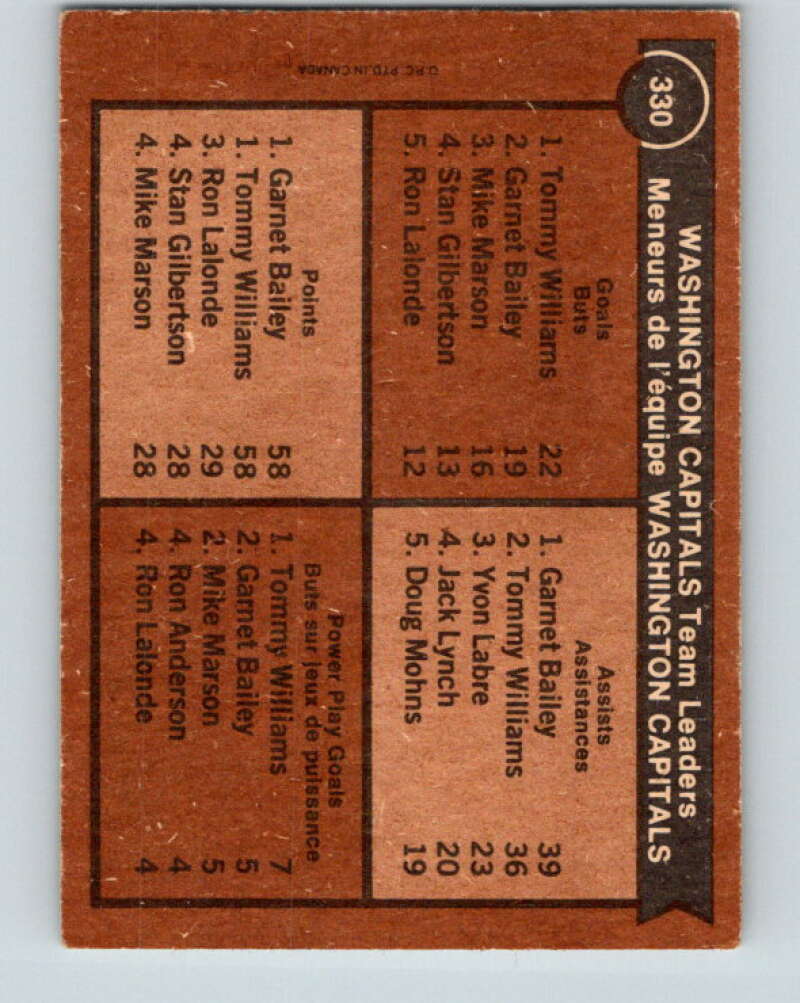 330
WASHINGTON CAPITALS Team Leaders
Meneurs de l'équipe WASHINGTON CAPITALS
Goals
Buts
1. Tommy Williams 22
2. Garnet Bailey 19
3. Mike Marson 16
4. Stan Gilbertson 13
5. Ron Lalonde 12
Assists
Assistances
1. Garnet Bailey 39
2. Tommy Williams 36
3. Yvon Labre 23
4. Jack Lynch 20
5. Doug Mohns 19
Points
1. Garnet Bailey 58
1. Tommy Williams 58
3. Ron Lalonde 29
4. Stan Gilbertson 28
4. Mike Marson 28
Power Play Goals
Buts sur jeux de puissance
1. Tommy Williams 7
2. Garnet Bailey 5
2. Mike Marson 5
4. Ron Anderson 4
4. Ron Lalonde 4
O.P.C. PTD. IN CANADA